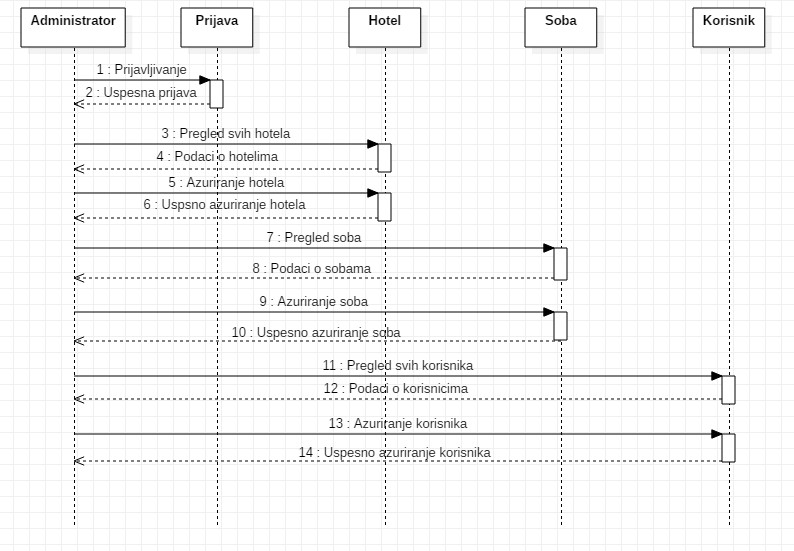 Administrator
Prijava
Hotel
Soba
Korisnik
1 : Prijavljivanje
2 : Uspesna prijava
3 : Pregled svih hotela
4 : Podaci o hotelima
5 : Azuriranje hotela
6 : Uspsno azuriranje hotela
7 : Pregled soba
8 : Podaci o sobama
9 : Azuriranje soba
10 : Uspesno azuriranje soba
11 : Pregled svih korisnika
12 : Podaci o korisnicima
13 : Azuriranje korisnika
14 : Uspesno azuriranje korisnika